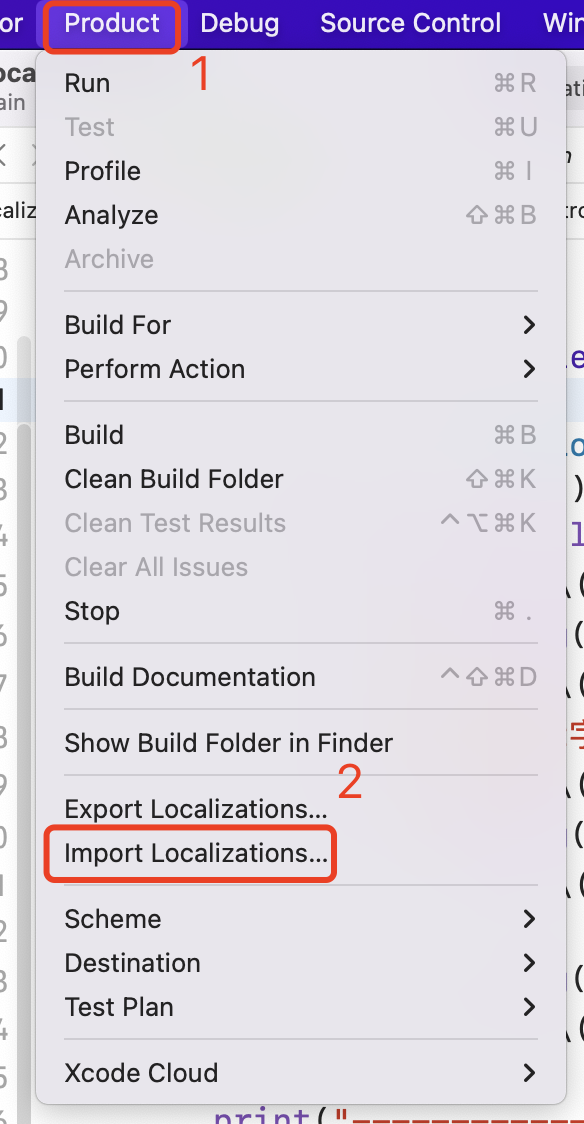 or Product Debug Source Control Win
1
Run ⌘R
Test ⌘U
Profile ⌘I
Analyze ⇧⌘B
Archive
Build For
Perform Action
Build ⌘B
Clean Build Folder ⇧⌘K
Clean Test Results ^⌥⌘K
Clear All Issues
Stop ⌘.
Build Documentation ^⇧⌘D
Show Build Folder in Finder
2
Export Localizations...
Import Localizations...
Scheme
Destination
Test Plan
Xcode Cloud
print("------------